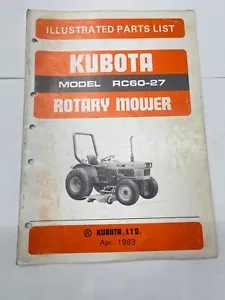 ILLUSTRATED PARTS LIST
KUBOTA
MODEL RC60-27
ROTARY MOWER
KUBOTA, LTD.
Apr. 1983